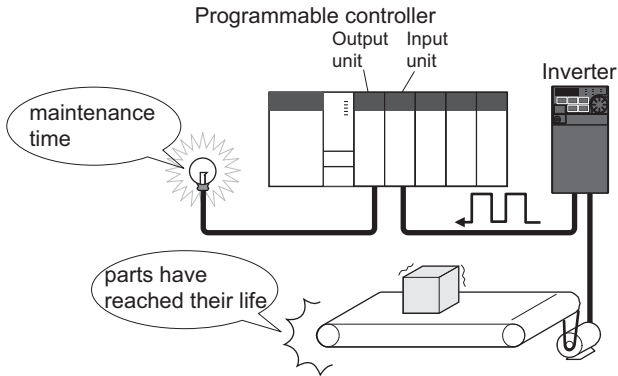 Programmable controller
Output
unit
Input
unit
Inverter
maintenance
time
parts have
reached their life